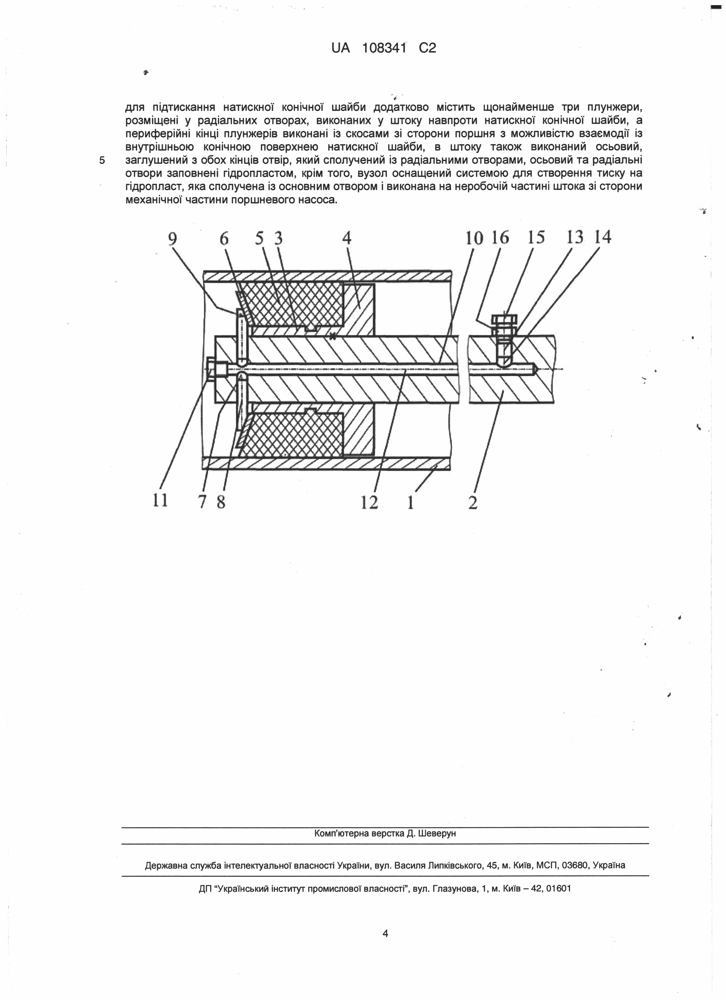 UA 108341 C2
для підтискання натискної конічної шайби додатково містить щонайменше три плунжери,
розміщені у радіальних отворах, виконаних у штоку навпроти натискної конічної шайби, а
периферійні кінці плунжерів виконані із скосами зі сторони поршня з можливістю взаємодії із
внутрішньою конічною поверхнею натискної шайби, в штоку також виконаний осьовий,
5 заглушений з обох кінців отвір, який сполучений із радіальними отворами, осьовий та радіальні
отвори заповнені гідропластом, крім того, вузол оснащений системою для створення тиску на
гідропласт, яка сполучена із основним отвором і виконана на неробочій частині штока зі сторони
механічної частини поршневого насоса.
9 6 5 3 4 10 16 15 13 14
11 7 8 12 1 2
Комп'ютерна верстка Д. Шеверун
Державна служба інтелектуальної власності України, вул. Василя Липківського, 45, м. Київ, МСП, 03680, Україна
ДП “Український інститут промислової власності”, вул. Глазунова, 1, м. Київ – 42, 01601
4